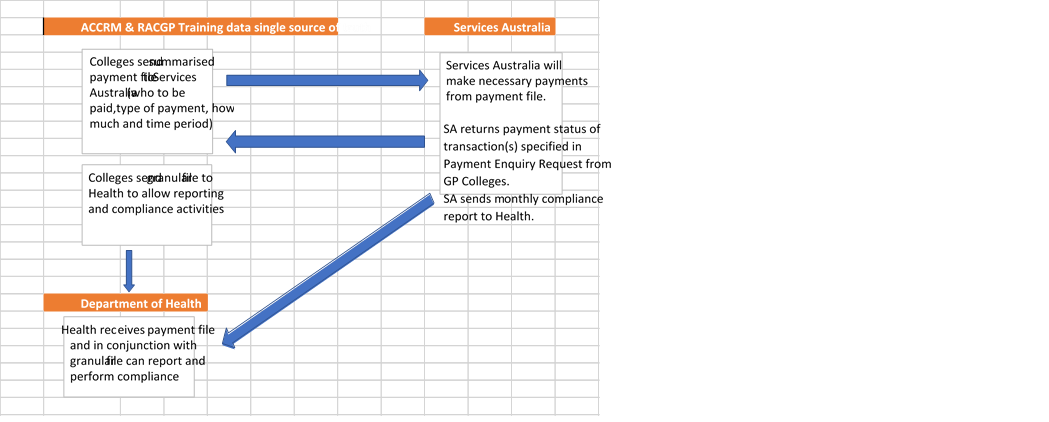 ACCRM & RACGP Training data single source of
Services Australia
Colleges send summarised
payment file to Services
Australia (who to be
paid,type of payment, how
much and time period)
Services Australia will
make necessary payments
from payment file.
SA returns payment status of
transaction(s) specified in
Payment Enquiry Request from
GP Colleges.
SA sends monthly compliance
report to Health.
Colleges send granular file to
Health to allow reporting
and compliance activities
Department of Health
Health receives payment file
and in conjunction with
granular file can report and
perform compliance